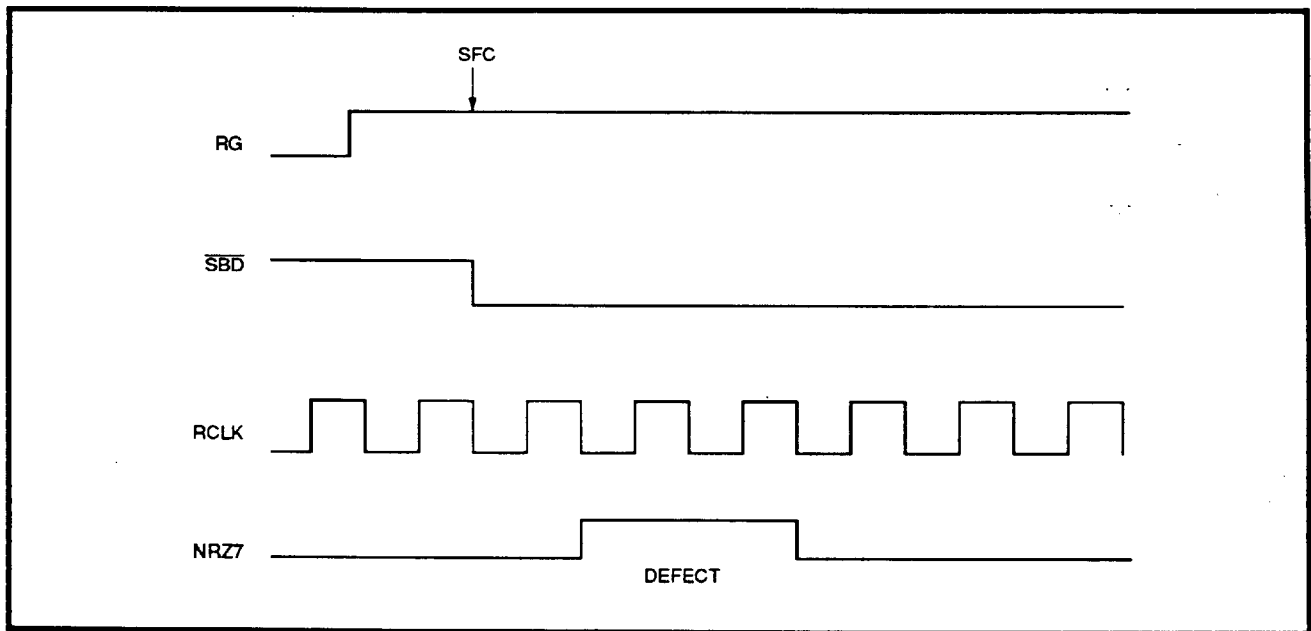 SFC
RG
SBD
RCLK
NRZ7
DEFECT